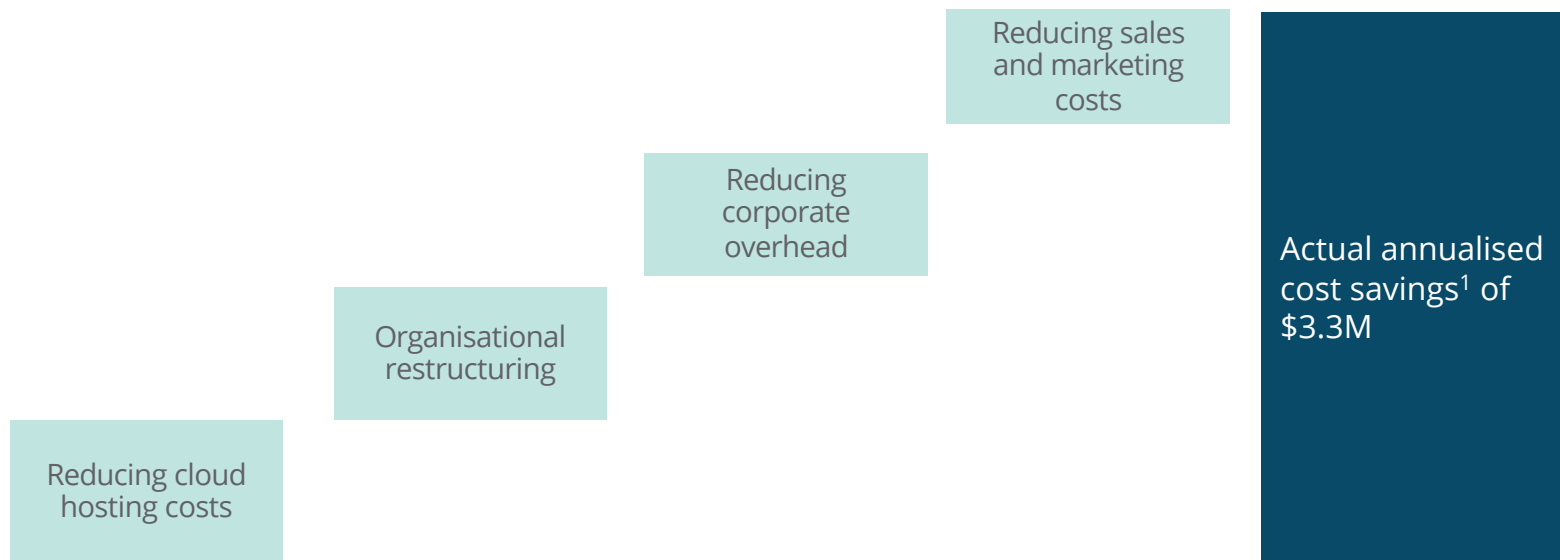 Reducing sales
and marketing
costs
Reducing
corporate
overhead
Actual annualised
cost savings¹ of
$3.3M
Organisational
restructuring
Reducing cloud
hosting costs